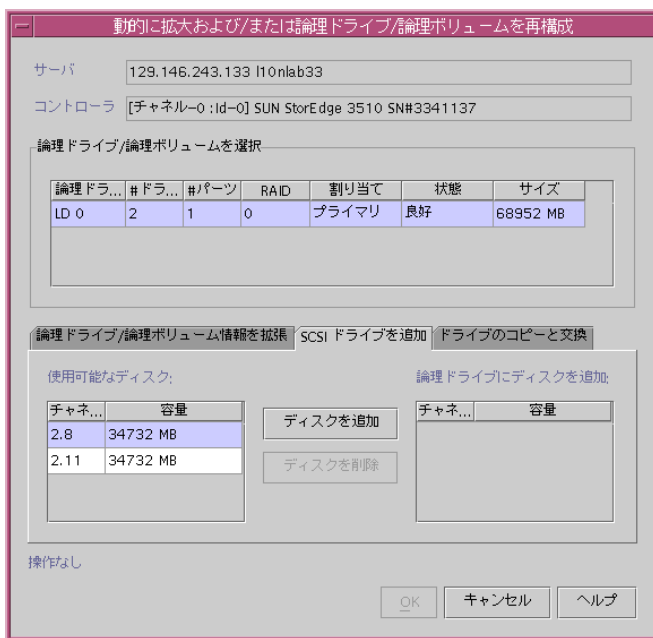 動的に拡大および/または論理ドライブ/論理ボリュームを再構成
サーバ 129.146.243.133 l10nlab33
コントローラ [チャネル-0 :Id-0] SUN StorEdge 3510 SN#3341137
論理ドライブ/論理ボリュームを選択
論理ドラ... #ドラ... #パーツ RAID 割り当て 状態 サイズ
LD 0 2 1 0 プライマリ 良好 68952 MB
論理ドライブ/論理ボリューム情報を拡張 SCSI ドライブを追加 ドライブのコピーと交換
使用可能なディスク: 論理ドライブにディスクを追加:
チャネ... 容量 ディスクを追加 チャネ... 容量
2.8 34732 MB
2.11 34732 MB ディスクを削除
操作なし
OK キャンセル ヘルプ